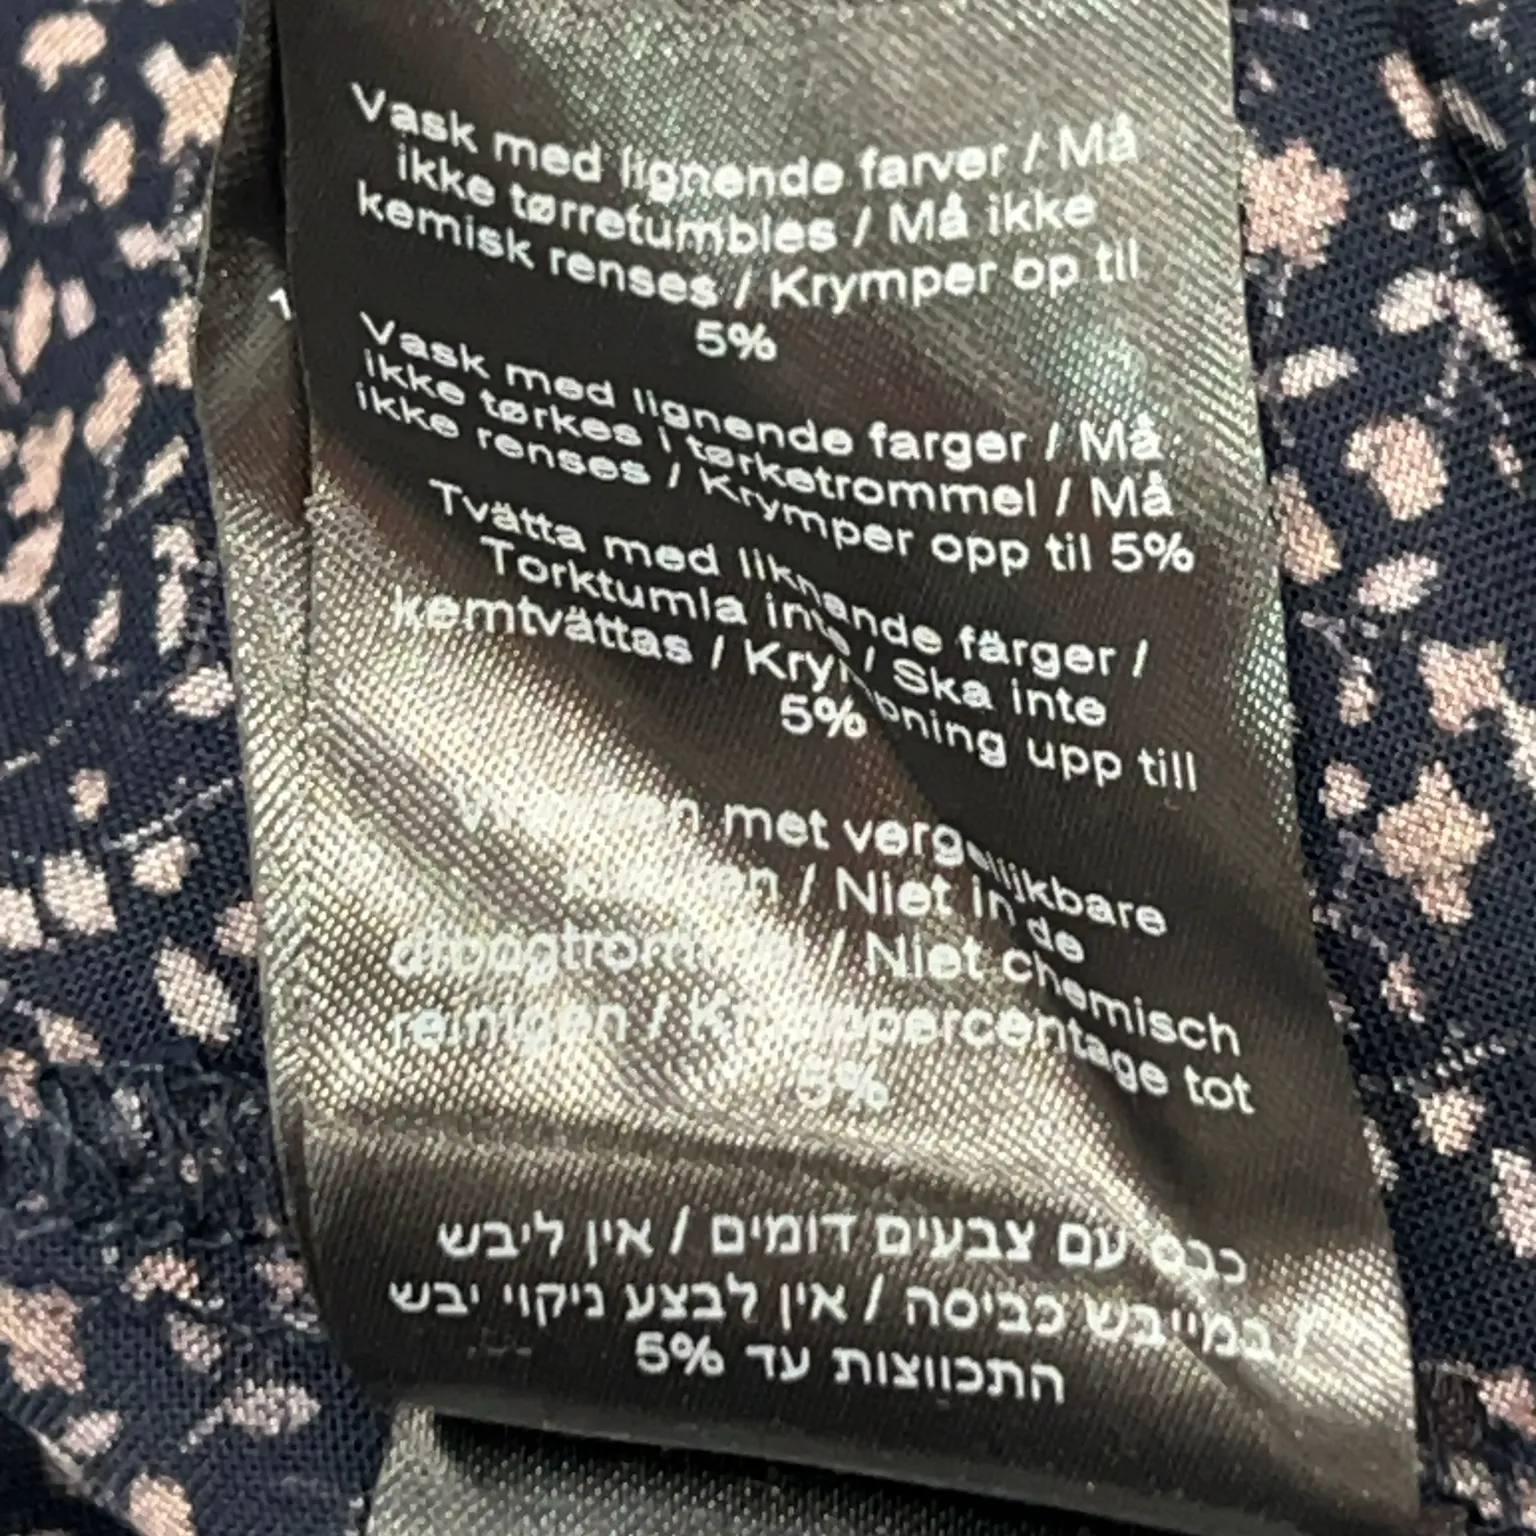 Vask med lignende farver / Må
ikke tørretumbles / Må ikke
kemisk renses / Krymper op til
5%
Vask med lignende farger / Må
ikke tørkes i tørketrommel / Må
ikke renses / Krymper opp til 5%
Tvätta med liknande färger /
Torktumla inte / Ska inte
kemtvättas / Krympning upp till
5%
met vergelijkbare
/ Niet in de
/ Niet chemisch
reinigen / Krimppercentage tot
5%
כבס עם צבעים דומים / אין ליבש
במייבש כביסה / אין לבצע ניקוי יבש /
התכווצות עד 5%